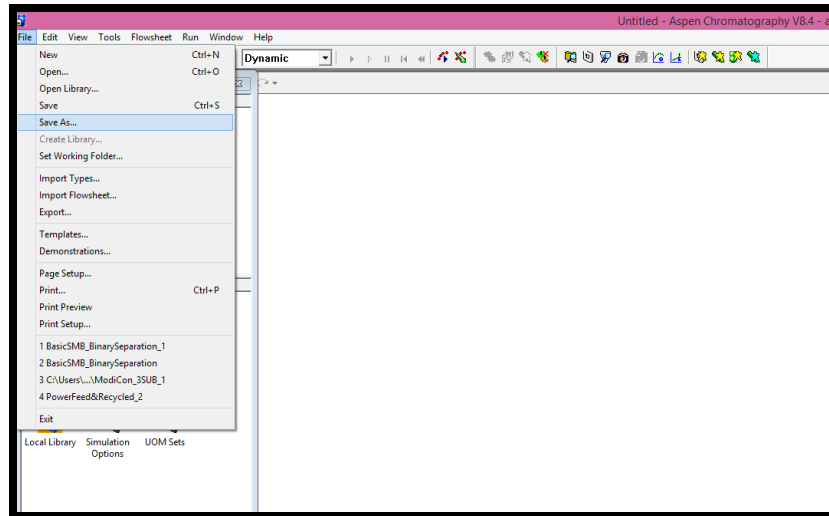 Untitled - Aspen Chromatography V8.4 - a
File Edit View Tools Flowsheet Run Window Help
Dynamic
New Ctrl+N
Open... Ctrl+O
Open Library...
Save Ctrl+S
Save As...
Create Library...
Set Working Folder...
Import Types...
Import Flowsheet...
Export...
Templates...
Demonstrations...
Page Setup...
Print... Ctrl+P
Print Preview
Print Setup...
1 BasicSMB_BinarySeparation_1
2 BasicSMB_BinarySeparation
3 C:\Users\...\ModiCon_3SUB_1
4 PowerFeed&Recycled_2
Exit
Local Library Simulation Options UOM Sets